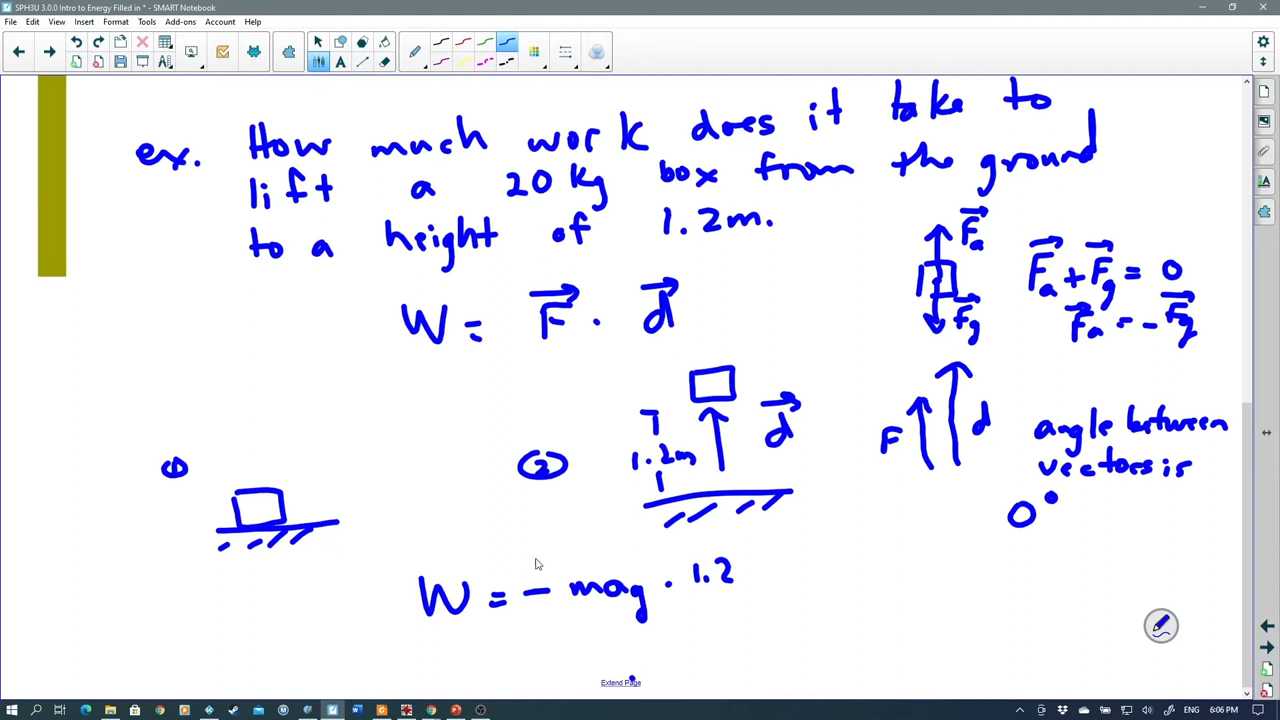 SPH3U 3.0.0 Intro to Energy Filled in * - SMART Notebook
File Edit View Insert Format Tools Add-ons Account Help
ex. How much work does it take to
lift a 20 kg box from the ground
to a height of 1.2m.
W = F · d
Fa
Fg
Fa + Fg = 0
Fa = - Fg
① ②
1.2m
d
F d
angle between
vectors is
0°
W = - mag · 1.2
Extend Page
6:06 PM